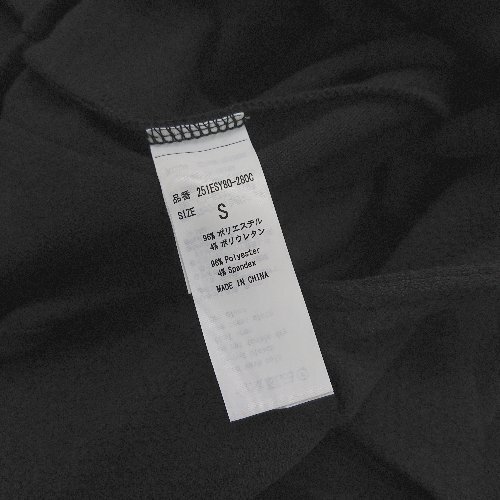 品番 251ESY80-280C
SIZE S
96% ポリエステル
4% ポリウレタン
96% Polyester
4% Spandex
MADE IN CHINA